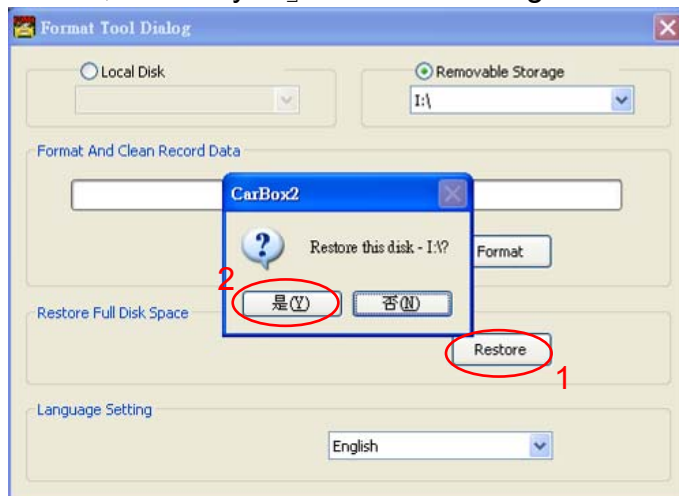 Format Tool Dialog
Local Disk
Removable Storage
I:\
Format And Clean Record Data
CarBox2
Restore this disk - I:\?
Format
2
是(Y)
否(N)
Restore Full Disk Space
Restore
1
Language Setting
English